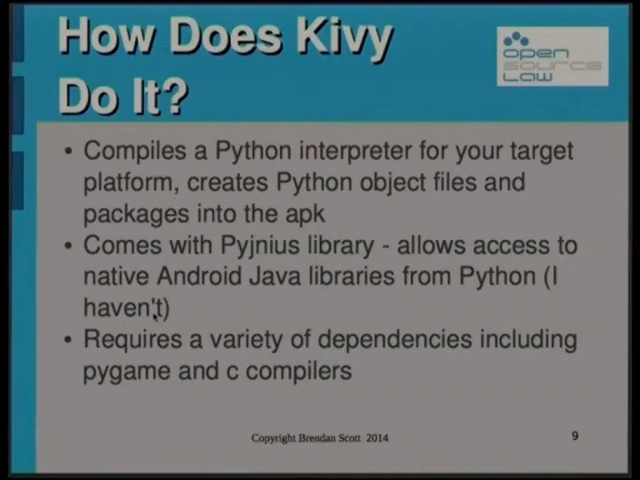 How Does Kivy
Do It?
open
source
Law
• Compiles a Python interpreter for your target
platform, creates Python object files and
packages into the apk
• Comes with Pyjnius library - allows access to
native Android Java libraries from Python (I
haven't)
• Requires a variety of dependencies including
pygame and c compilers
Copyright Brendan Scott 2014
9